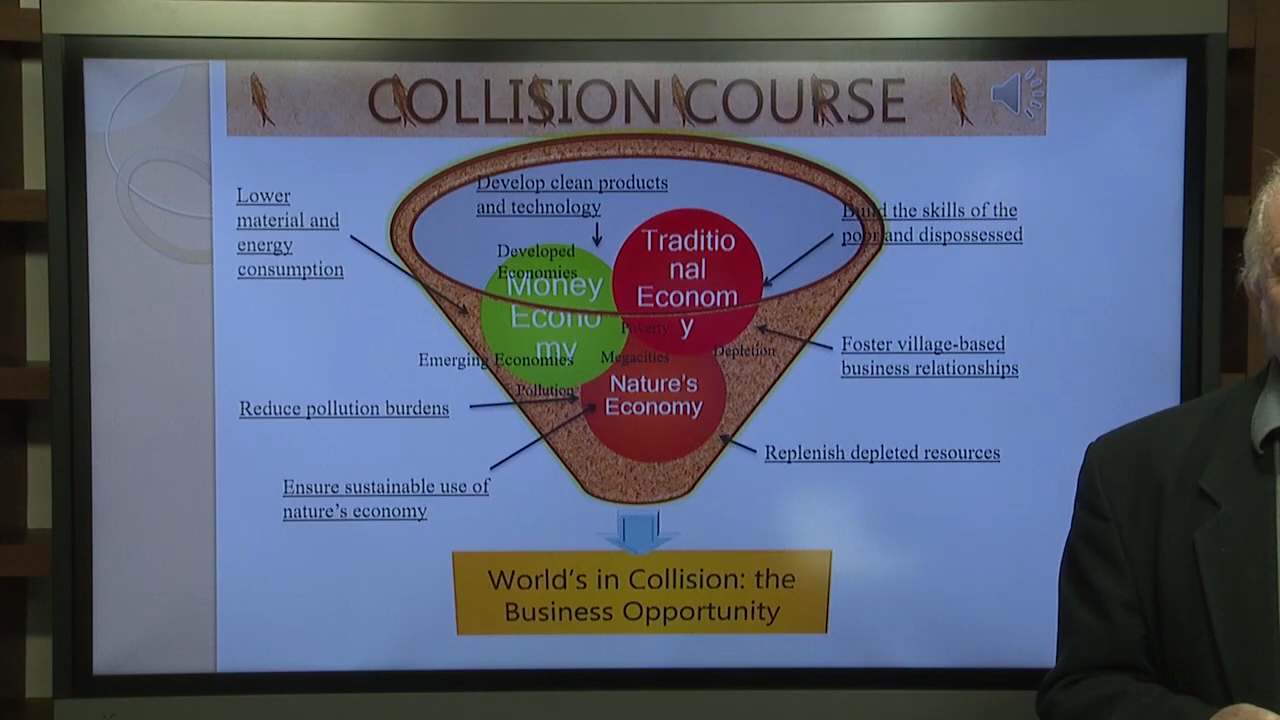 COLLISION COURSE
Lower
material and
energy
consumption
Develop clean products
and technology
Build the skills of the
poor and dispossessed
Developed
Economies
Money
Econo
my
Traditio
nal
Econom
y
Poverty
Emerging Economies
Megacities
Depletion
Pollution
Nature's
Economy
Foster village-based
business relationships
Reduce pollution burdens
Replenish depleted resources
Ensure sustainable use of
nature's economy
World's in Collision: the
Business Opportunity